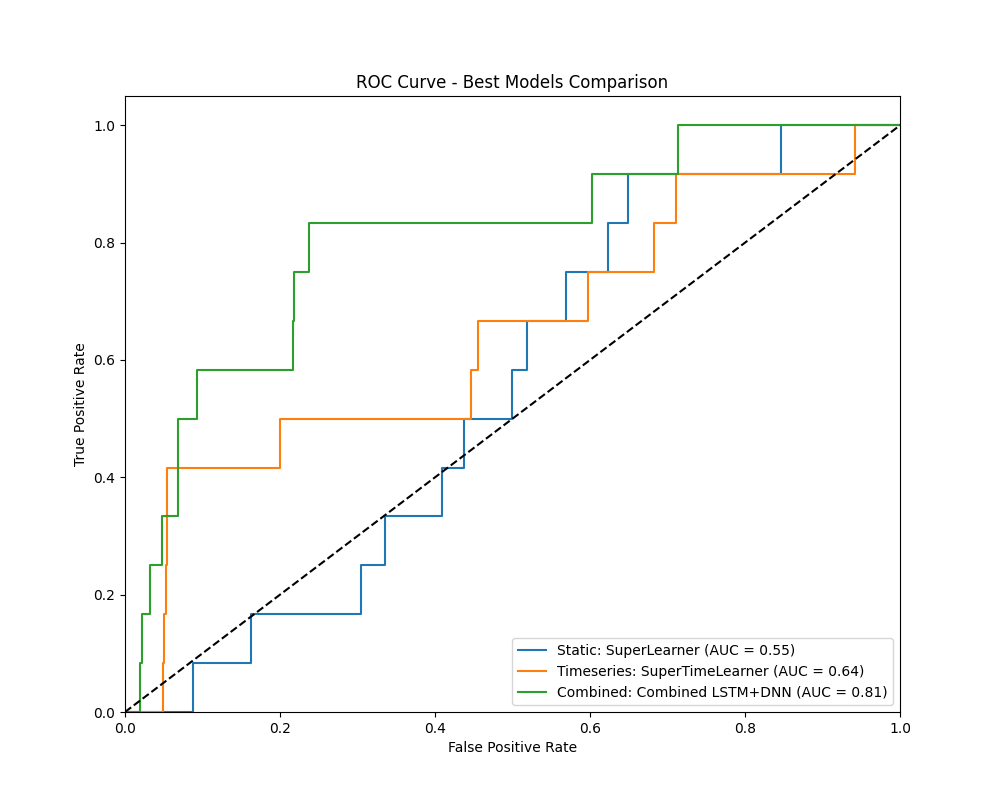 ROC Curve - Best Models Comparison
True Positive Rate
1.0
0.8
0.6
0.4
0.2
0.0
0.0 0.2 0.4 0.6 0.8 1.0
False Positive Rate
Static: SuperLearner (AUC = 0.55)
Timeseries: SuperTimeLearner (AUC = 0.64)
Combined: Combined LSTM+DNN (AUC = 0.81)